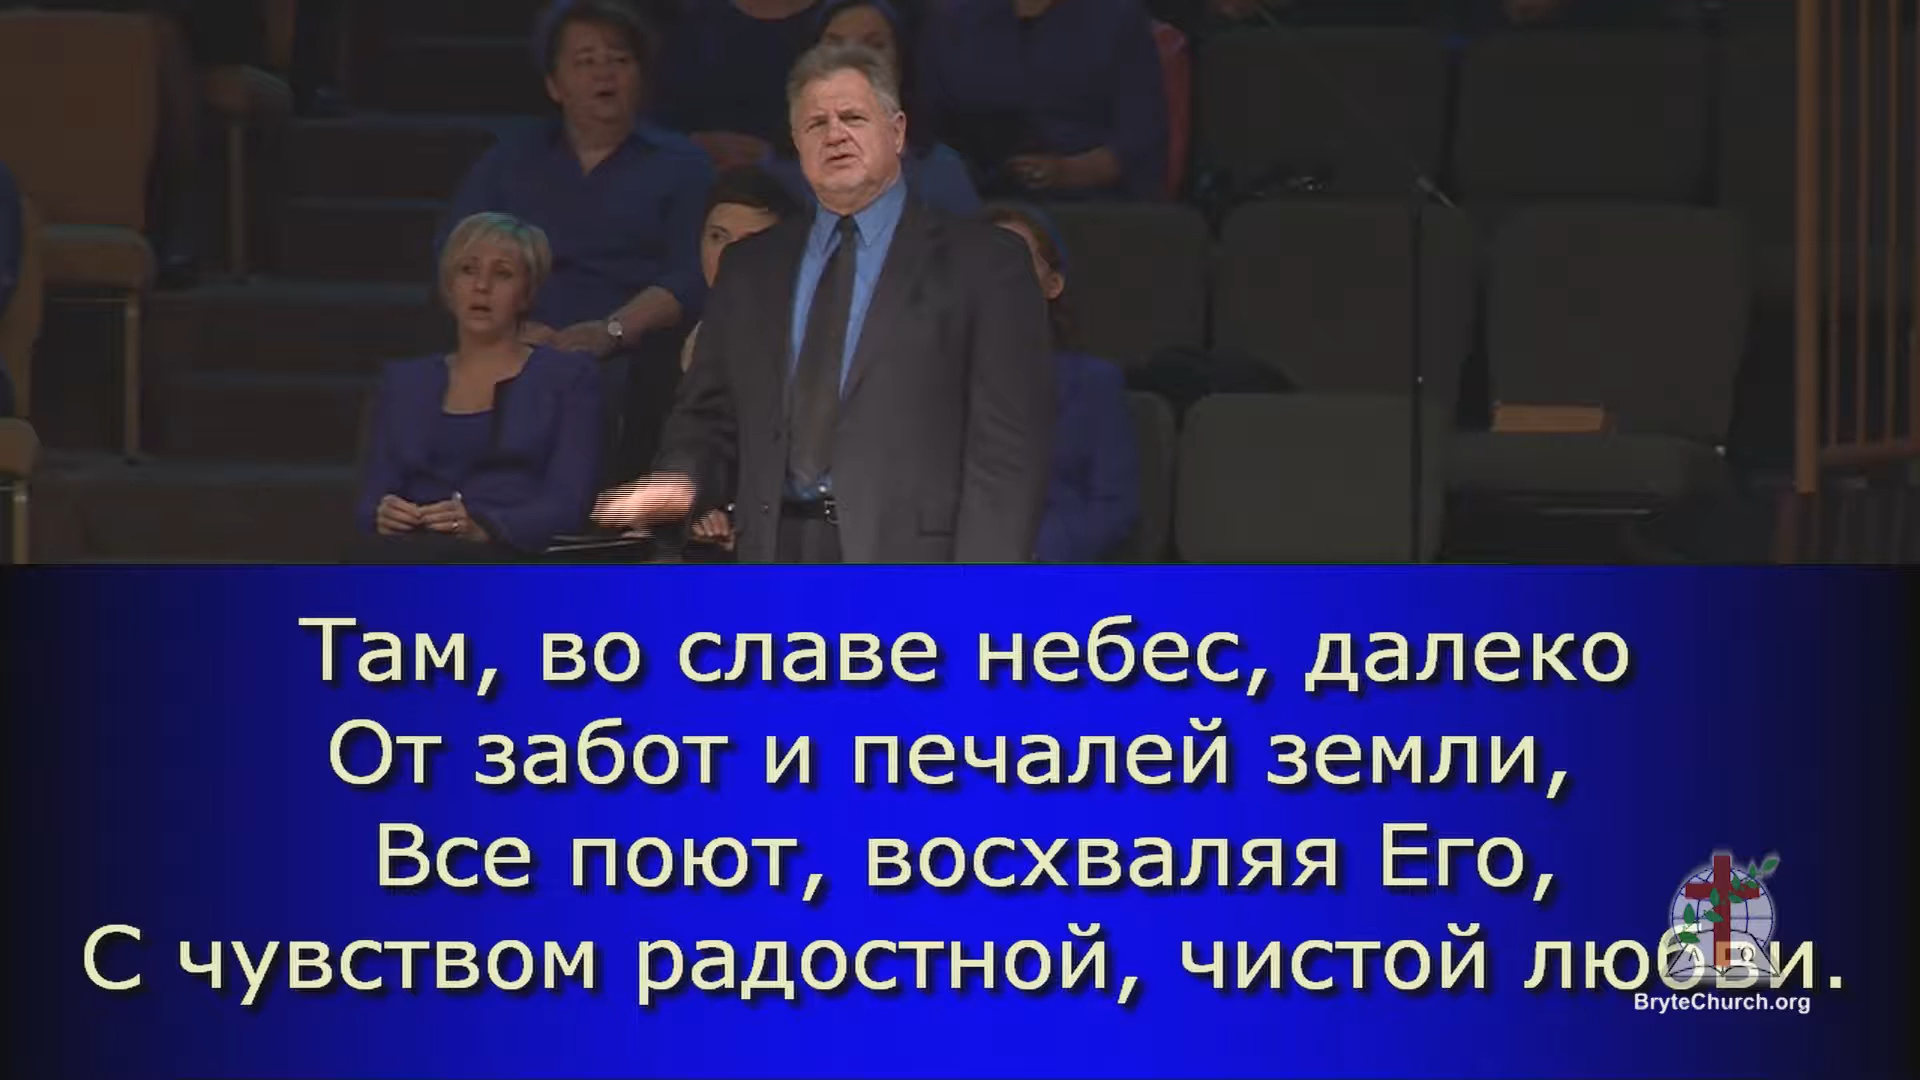 Там, во славе небес, далеко
От забот и печалей земли,
Все поют, восхваляя Его,
С чувством радостной, чистой любви.
BryteChurch.org